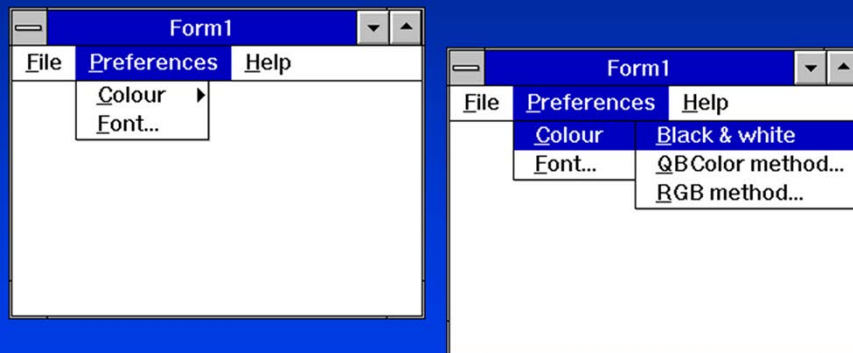 Form1
File Preferences Help
Colour
Font...
Form1
File Preferences Help
Colour Black & white
Font... QBColor method...
RGB method...